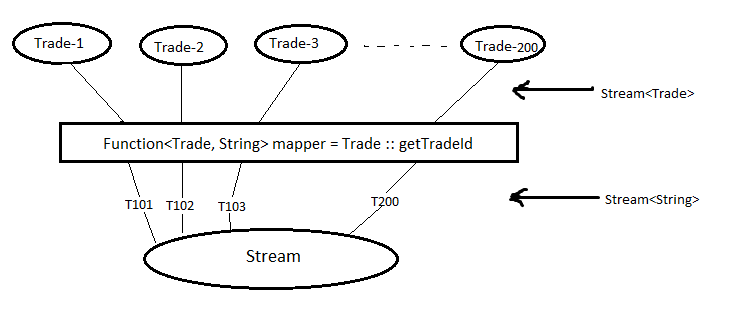 Trade-1
Trade-2
Trade-3
Trade-200
Stream<Trade>
Function<Trade, String> mapper = Trade :: getTradeId
T101
T102
T103
T200
Stream<String>
Stream